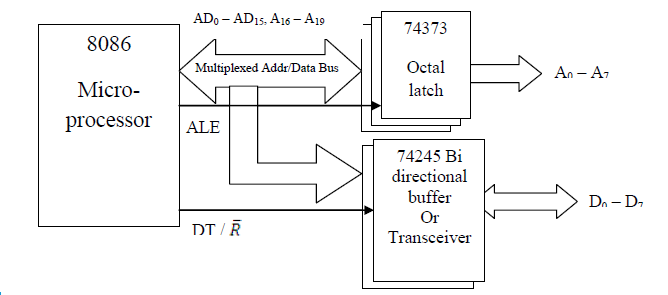 AD₀ – AD₁₅, A₁₆ – A₁₉
8086
Micro-
processor
Multiplexed Addr/Data Bus
ALE
DT / R̅
74373
Octal
latch
A₀ – A₇
74245 Bi
directional
buffer
Or
Transceiver
D₀ – D₇